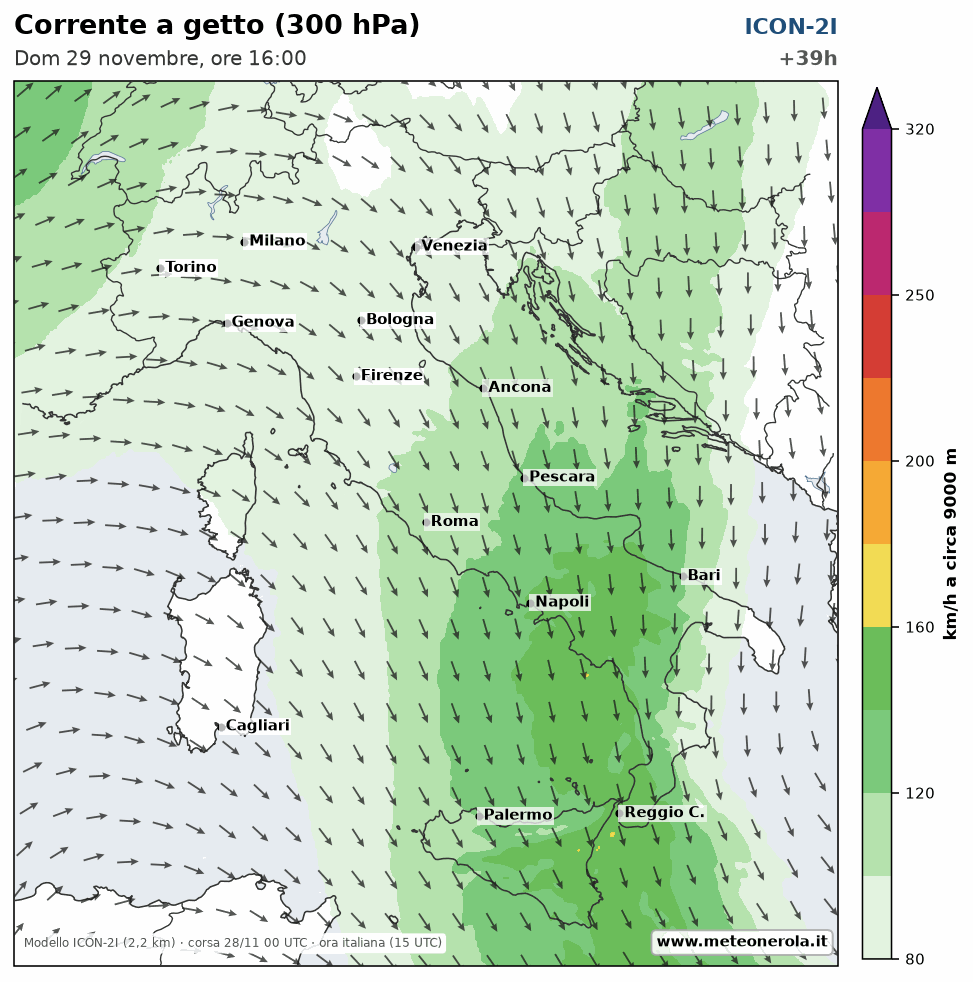 Corrente a getto (300 hPa)
ICON-2I
Dom 29 novembre, ore 16:00
+39h
320
250
200
160
120
80
km/h a circa 9000 m
Milano
Venezia
Torino
Genova
Bologna
Firenze
Ancona
Pescara
Roma
Bari
Napoli
Cagliari
Palermo
Reggio C.
Modello ICON-2I (2,2 km) · corsa 28/11 00 UTC · ora italiana (15 UTC)
www.meteonerola.it